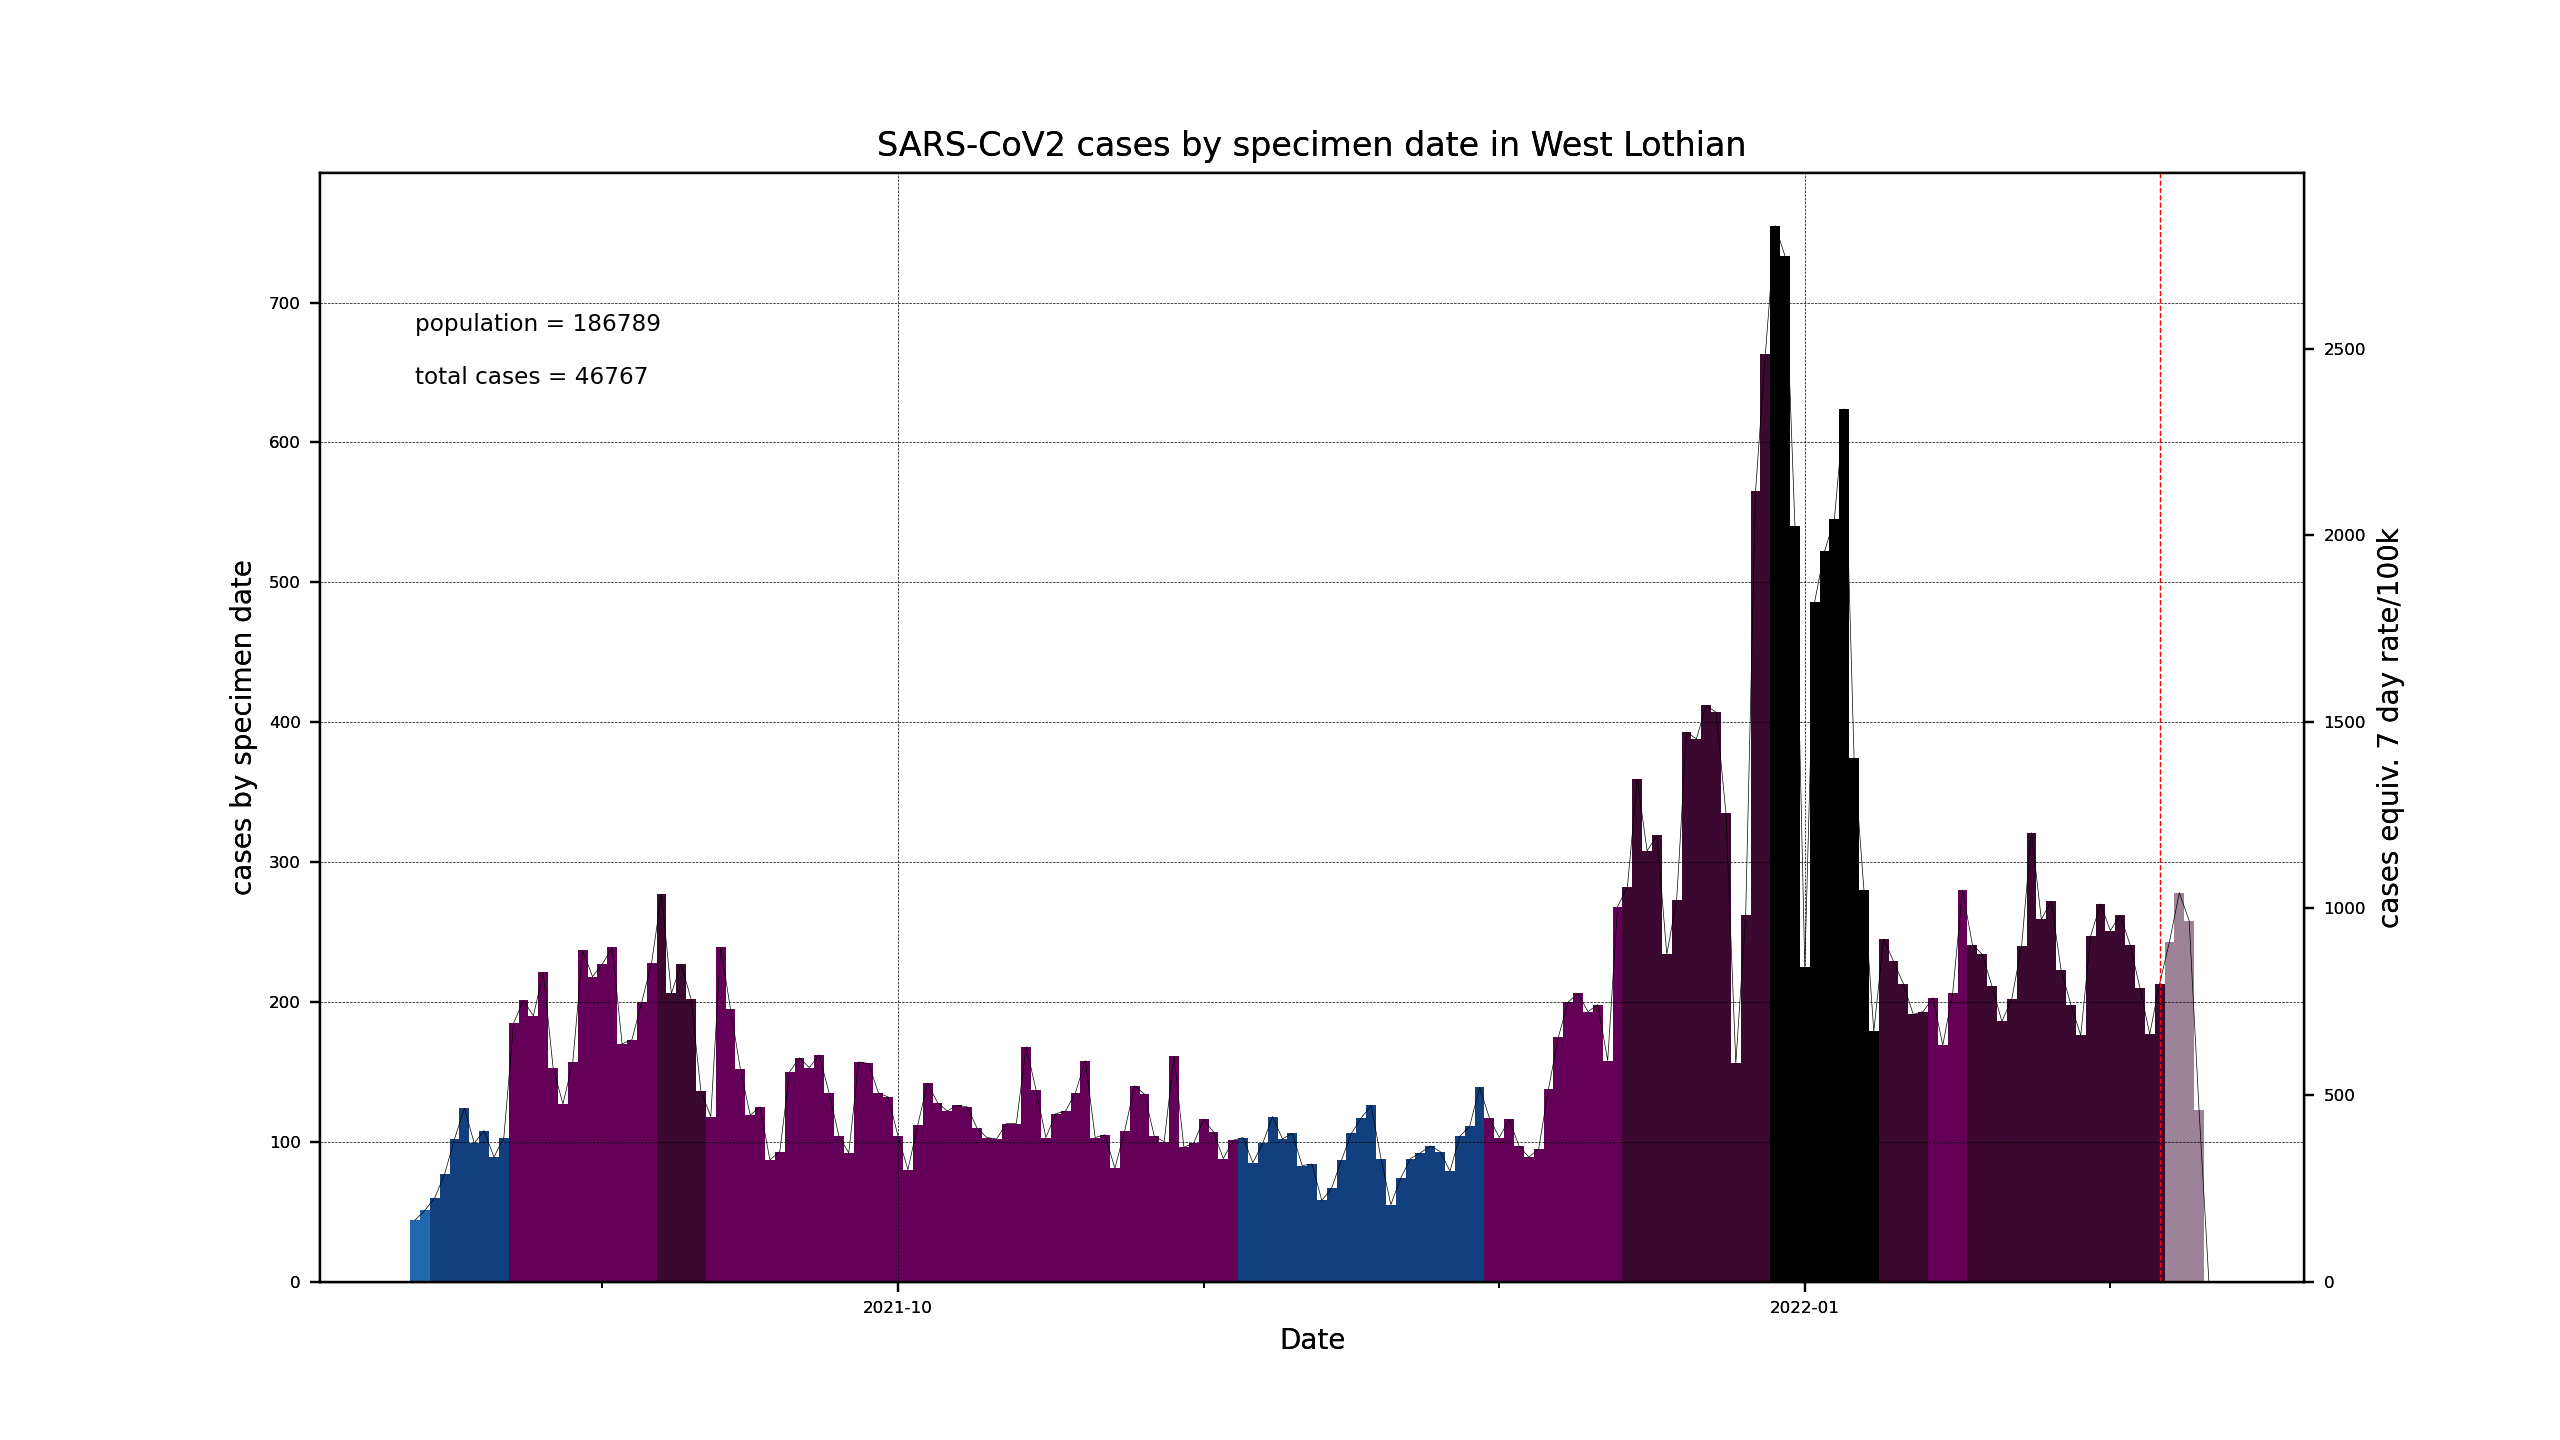 SARS-CoV2 cases by specimen date in West Lothian
population = 186789
total cases = 46767
cases by specimen date
700
600
500
400
300
200
100
0
2500
2000
1500
1000
500
0
cases equiv. 7 day rate/100k
2021-10
2022-01
Date